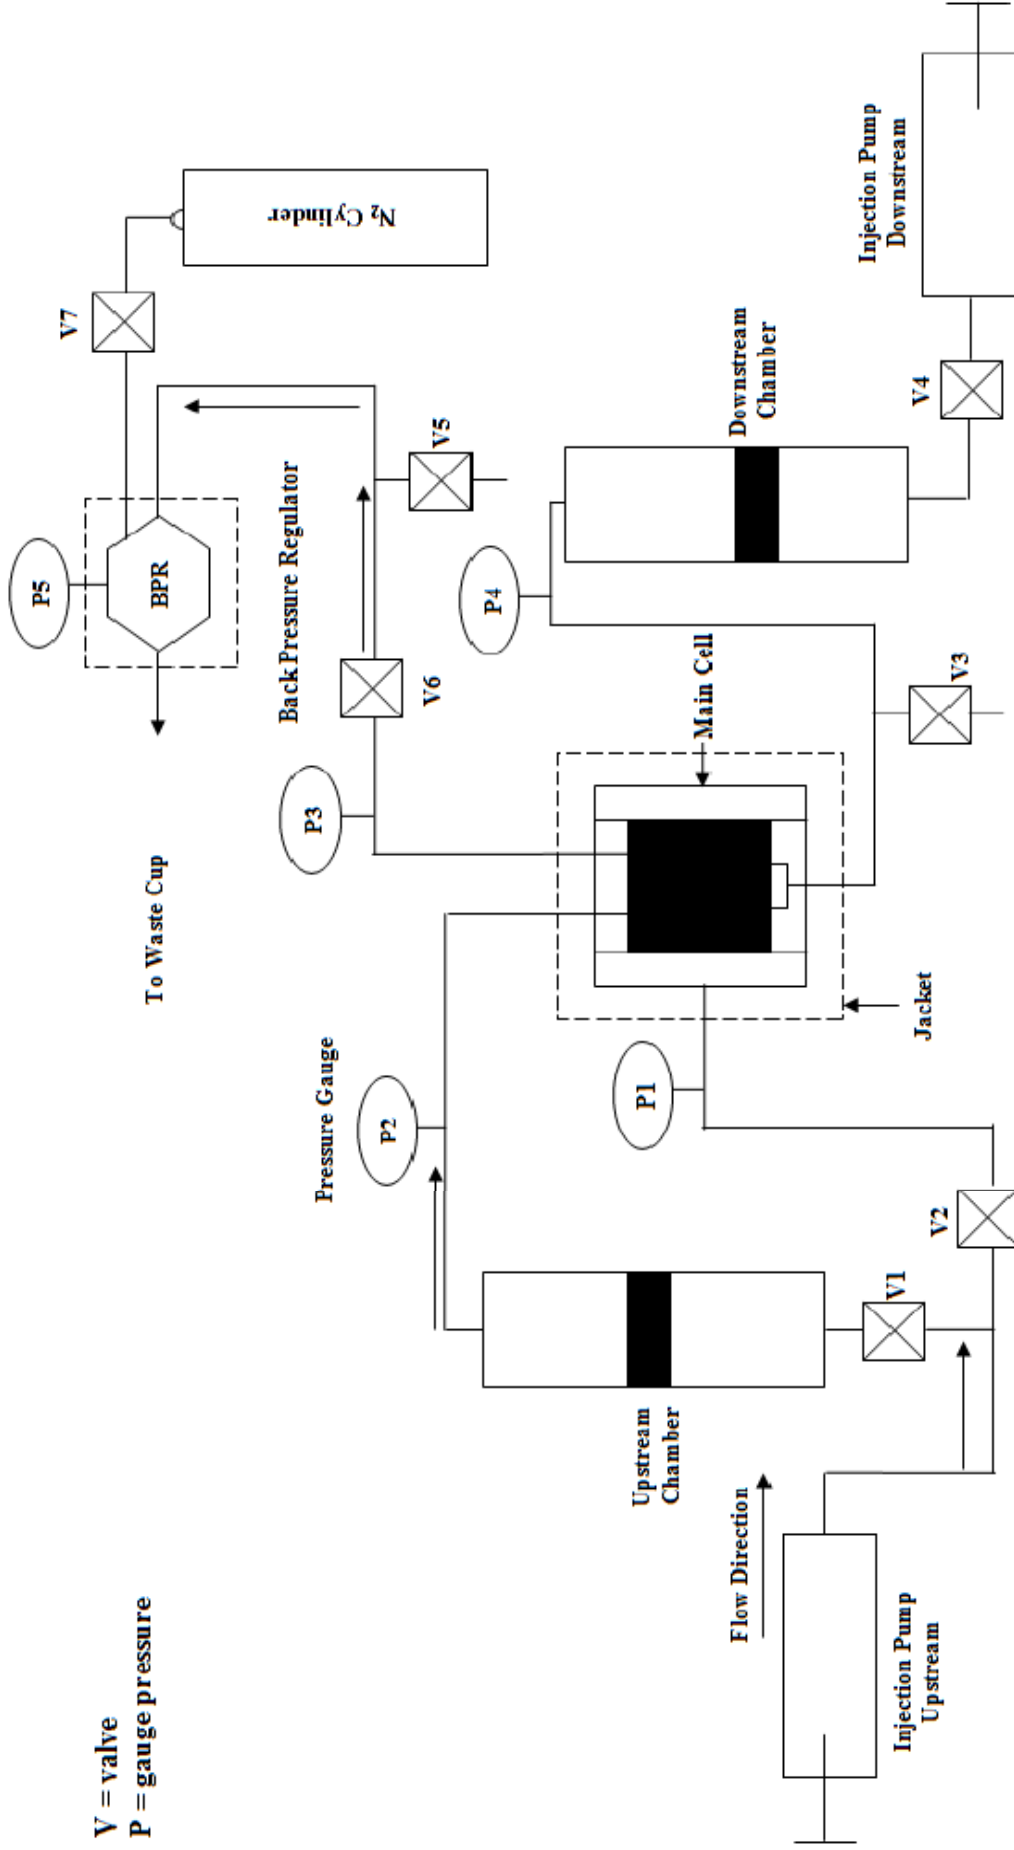 V = valve
P = gauge pressure
To Waste Cup
P5
BPR
V7
N₂ Cylinder
Back Pressure Regulator
Pressure Gauge
P3
V6
V5
P2
P4
Main Cell
Downstream
Chamber
Injection Pump
Downstream
Upstream
Chamber
P1
Jacket
V3
V4
Flow Direction
V1
V2
Injection Pump
Upstream